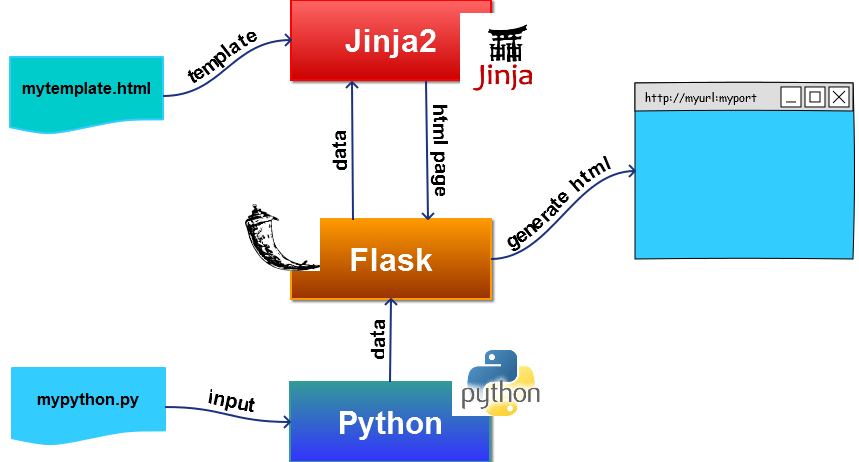 Jinja2
Jinja
template
mytemplate.html
http://myurl:myport
data
html page
generate html
Flask
data
mypython.py
input
python
Python